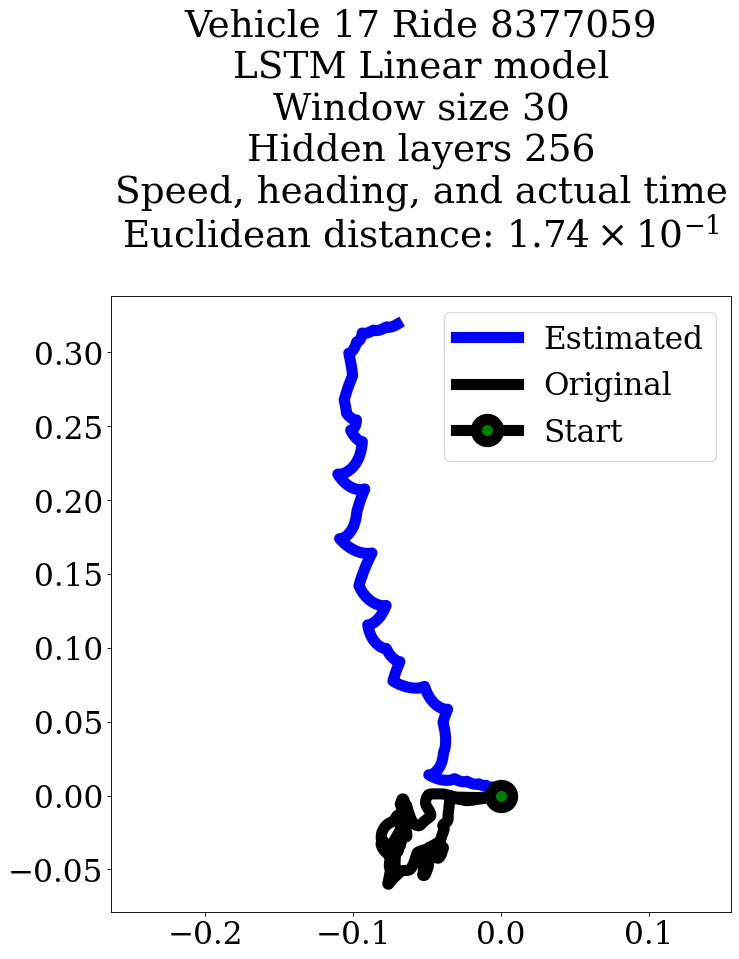 Vehicle 17 Ride 8377059
LSTM Linear model
Window size 30
Hidden layers 256
Speed, heading, and actual time
Euclidean distance: 1.74 × 10⁻¹
Estimated
Original
Start
0.30
0.25
0.20
0.15
0.10
0.05
0.00
−0.05
−0.2
−0.1
0.0
0.1